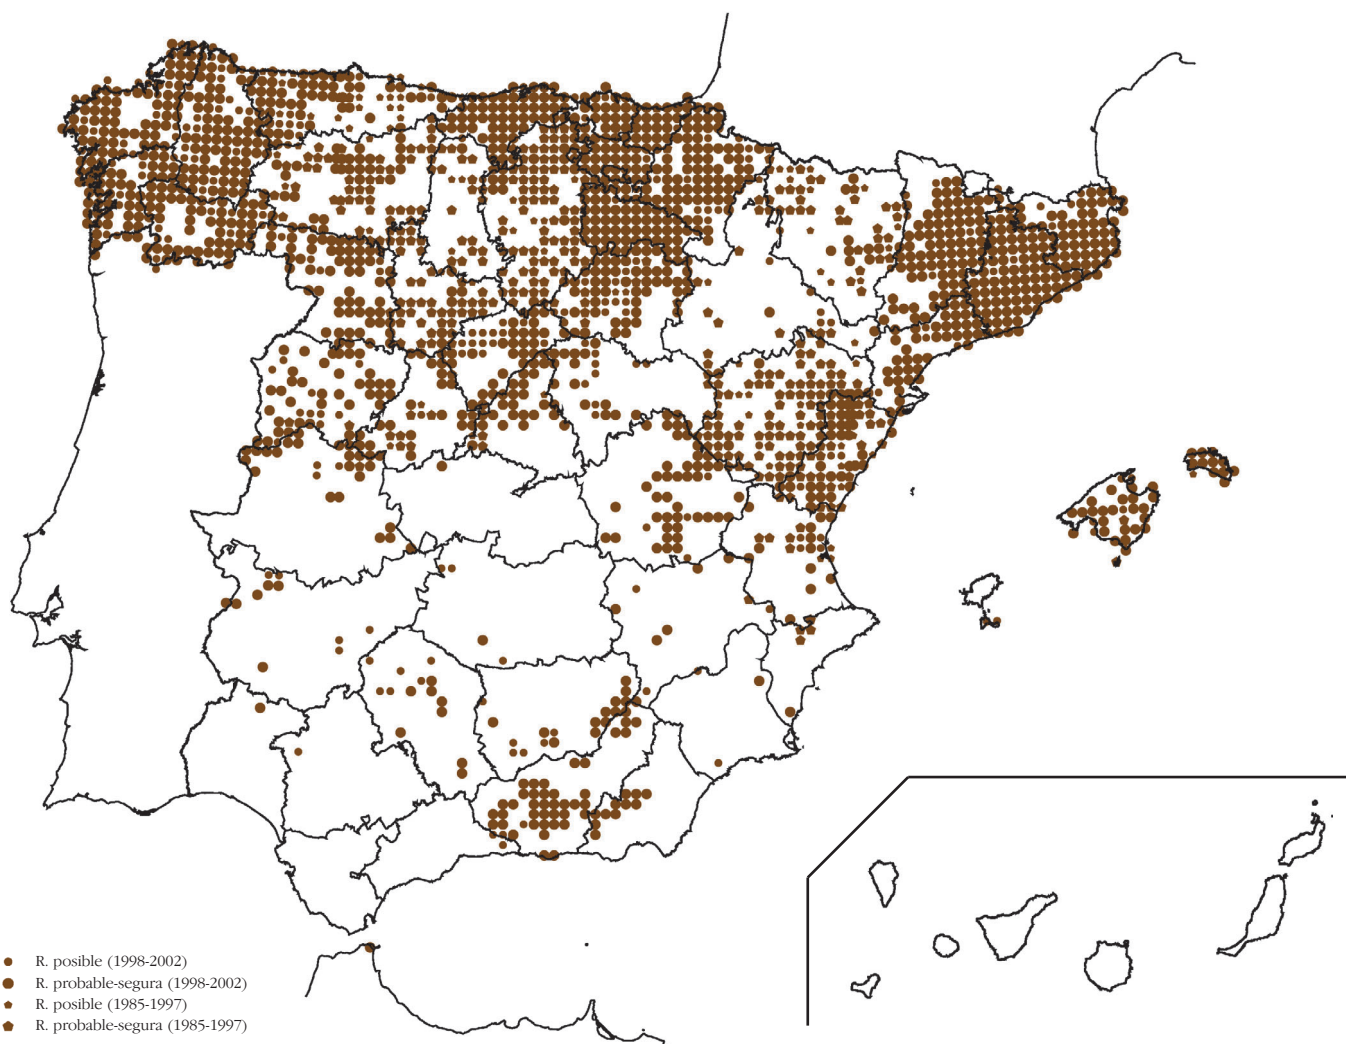 R. posible (1998-2002)
R. probable-segura (1998-2002)
R. posible (1985-1997)
R. probable-segura (1985-1997)